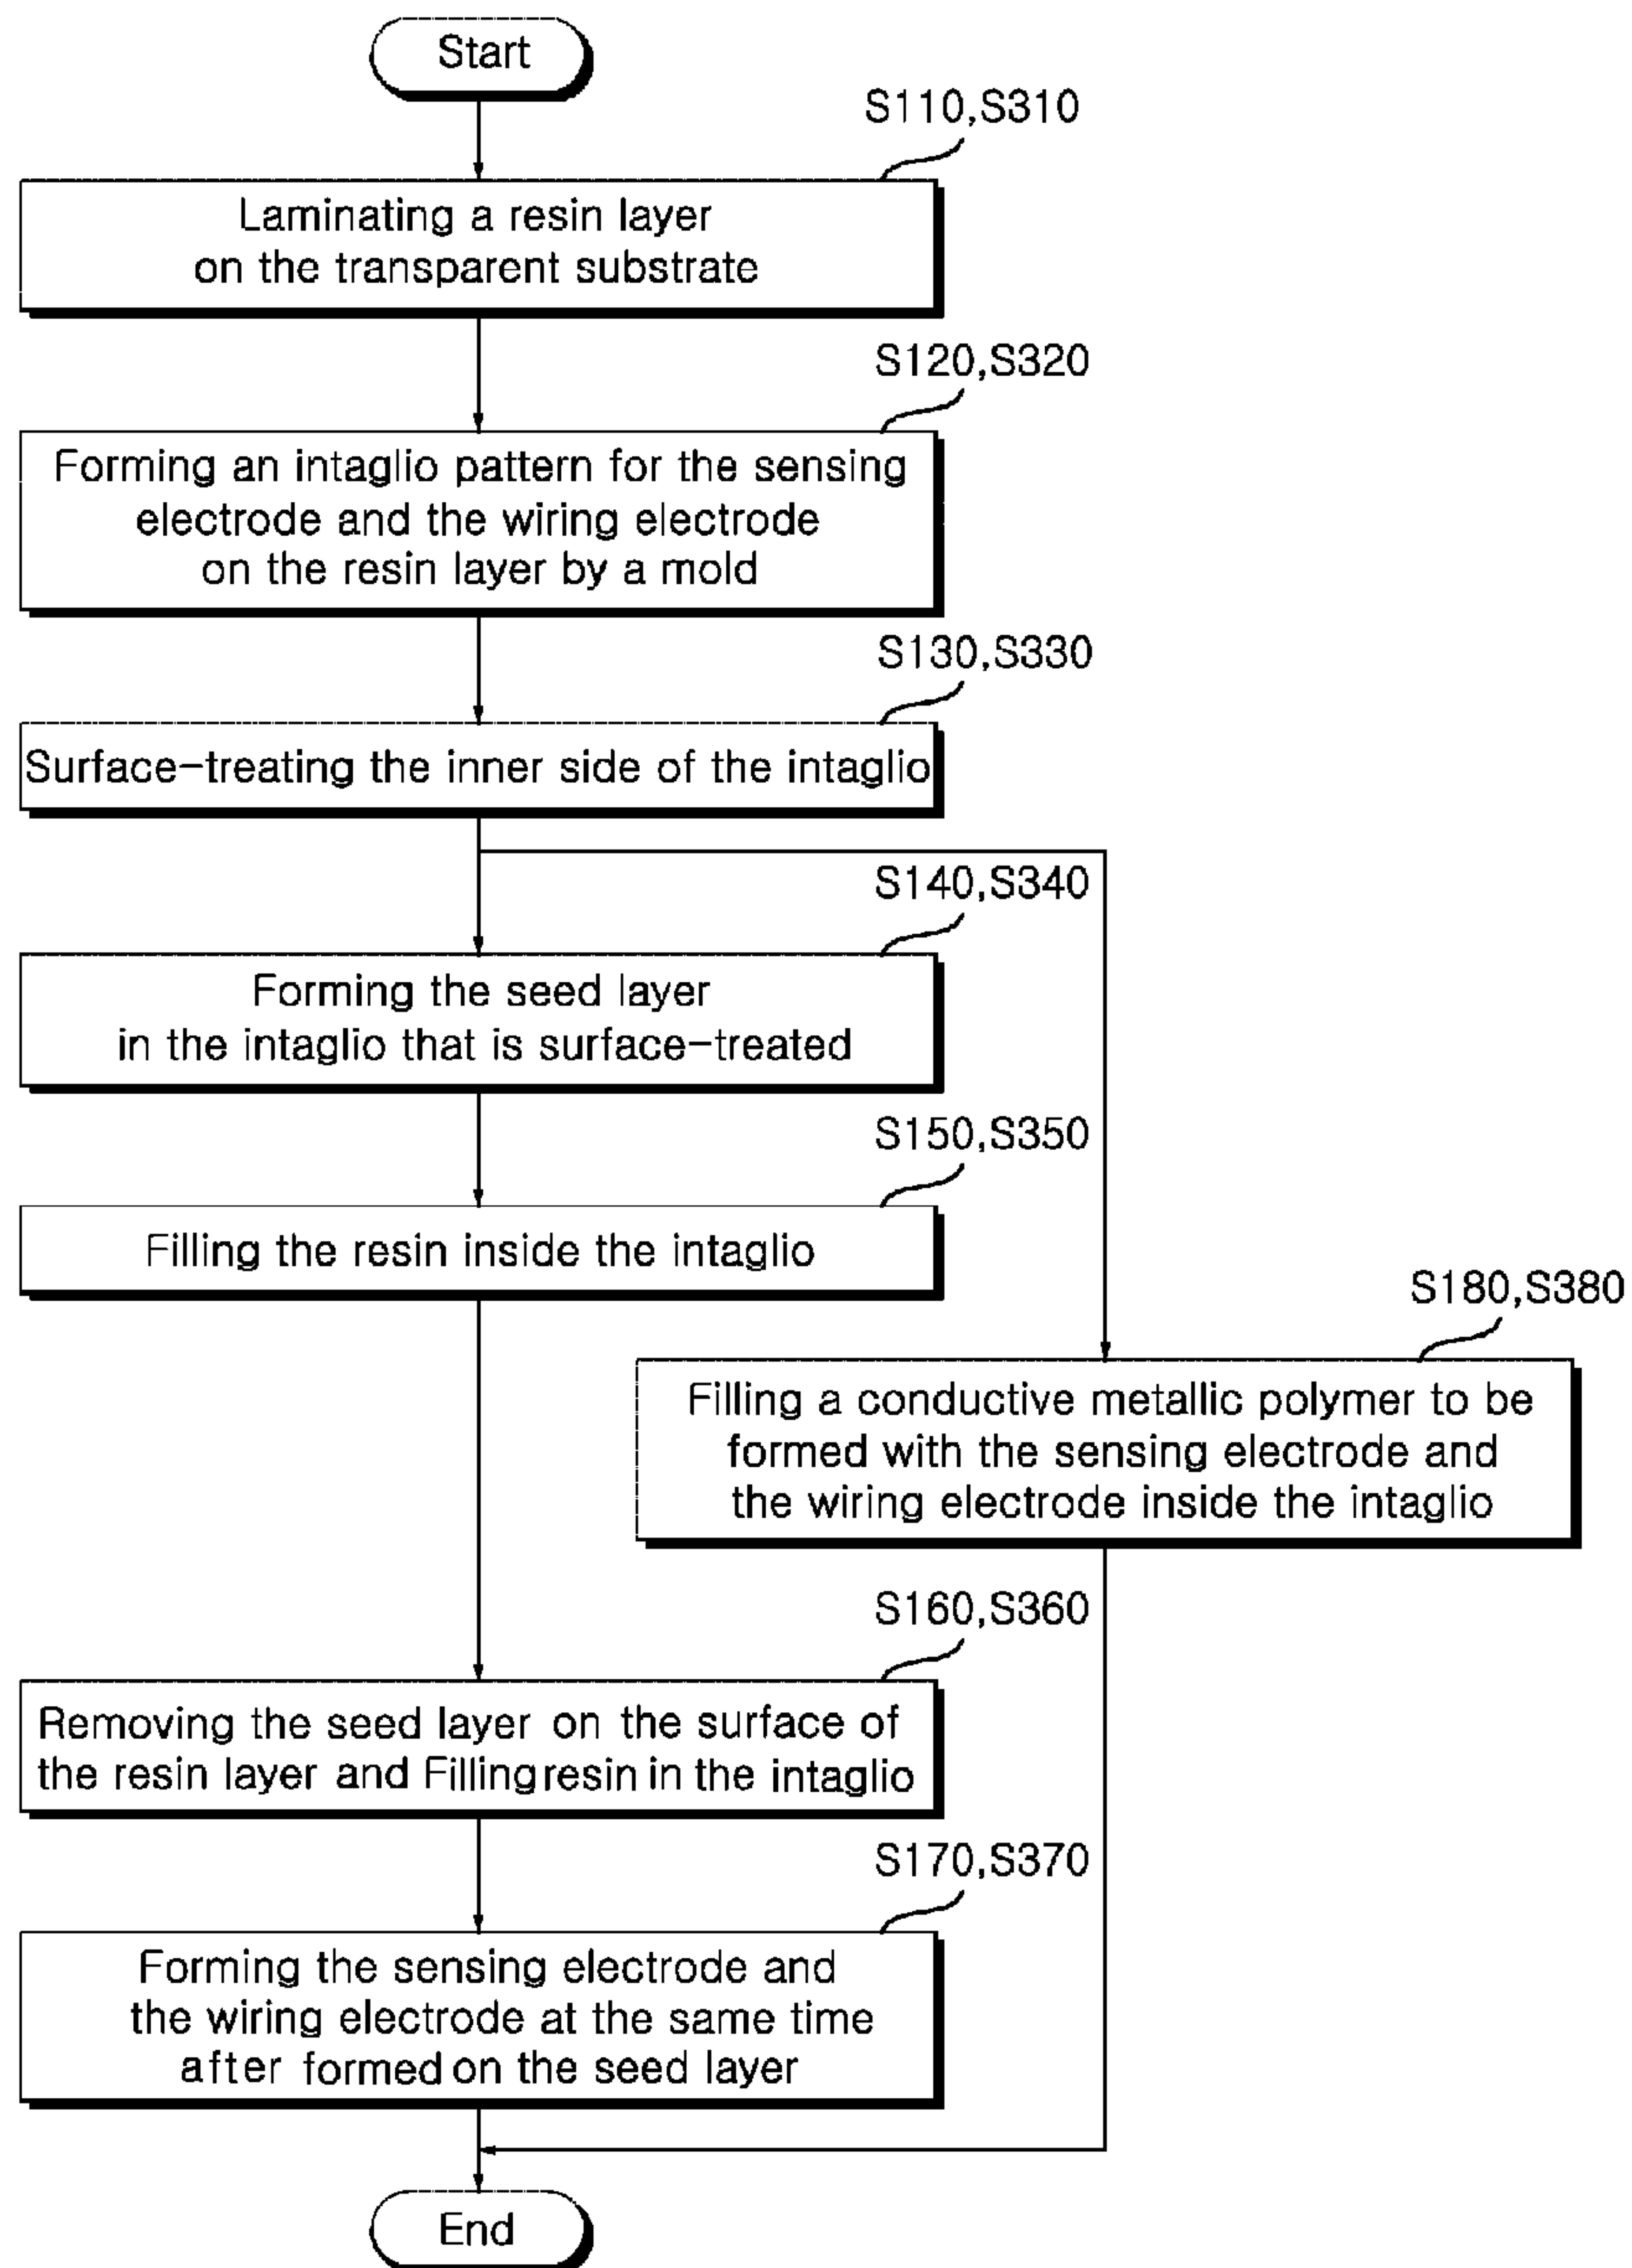 Start
S110,S310
Laminating a resin layer
on the transparent substrate
S120,S320
Forming an intaglio pattern for the sensing
electrode and the wiring electrode
on the resin layer by a mold
S130,S330
Surface-treating the inner side of the intaglio
S140,S340
Forming the seed layer
in the intaglio that is surface-treated
S150,S350
Filling the resin inside the intaglio
S180,S380
Filling a conductive metallic polymer to be
formed with the sensing electrode and
the wiring electrode inside the intaglio
S160,S360
Removing the seed layer on the surface of
the resin layer and Filling resin in the intaglio
S170,S370
Forming the sensing electrode and
the wiring electrode at the same time
after formed on the seed layer
End